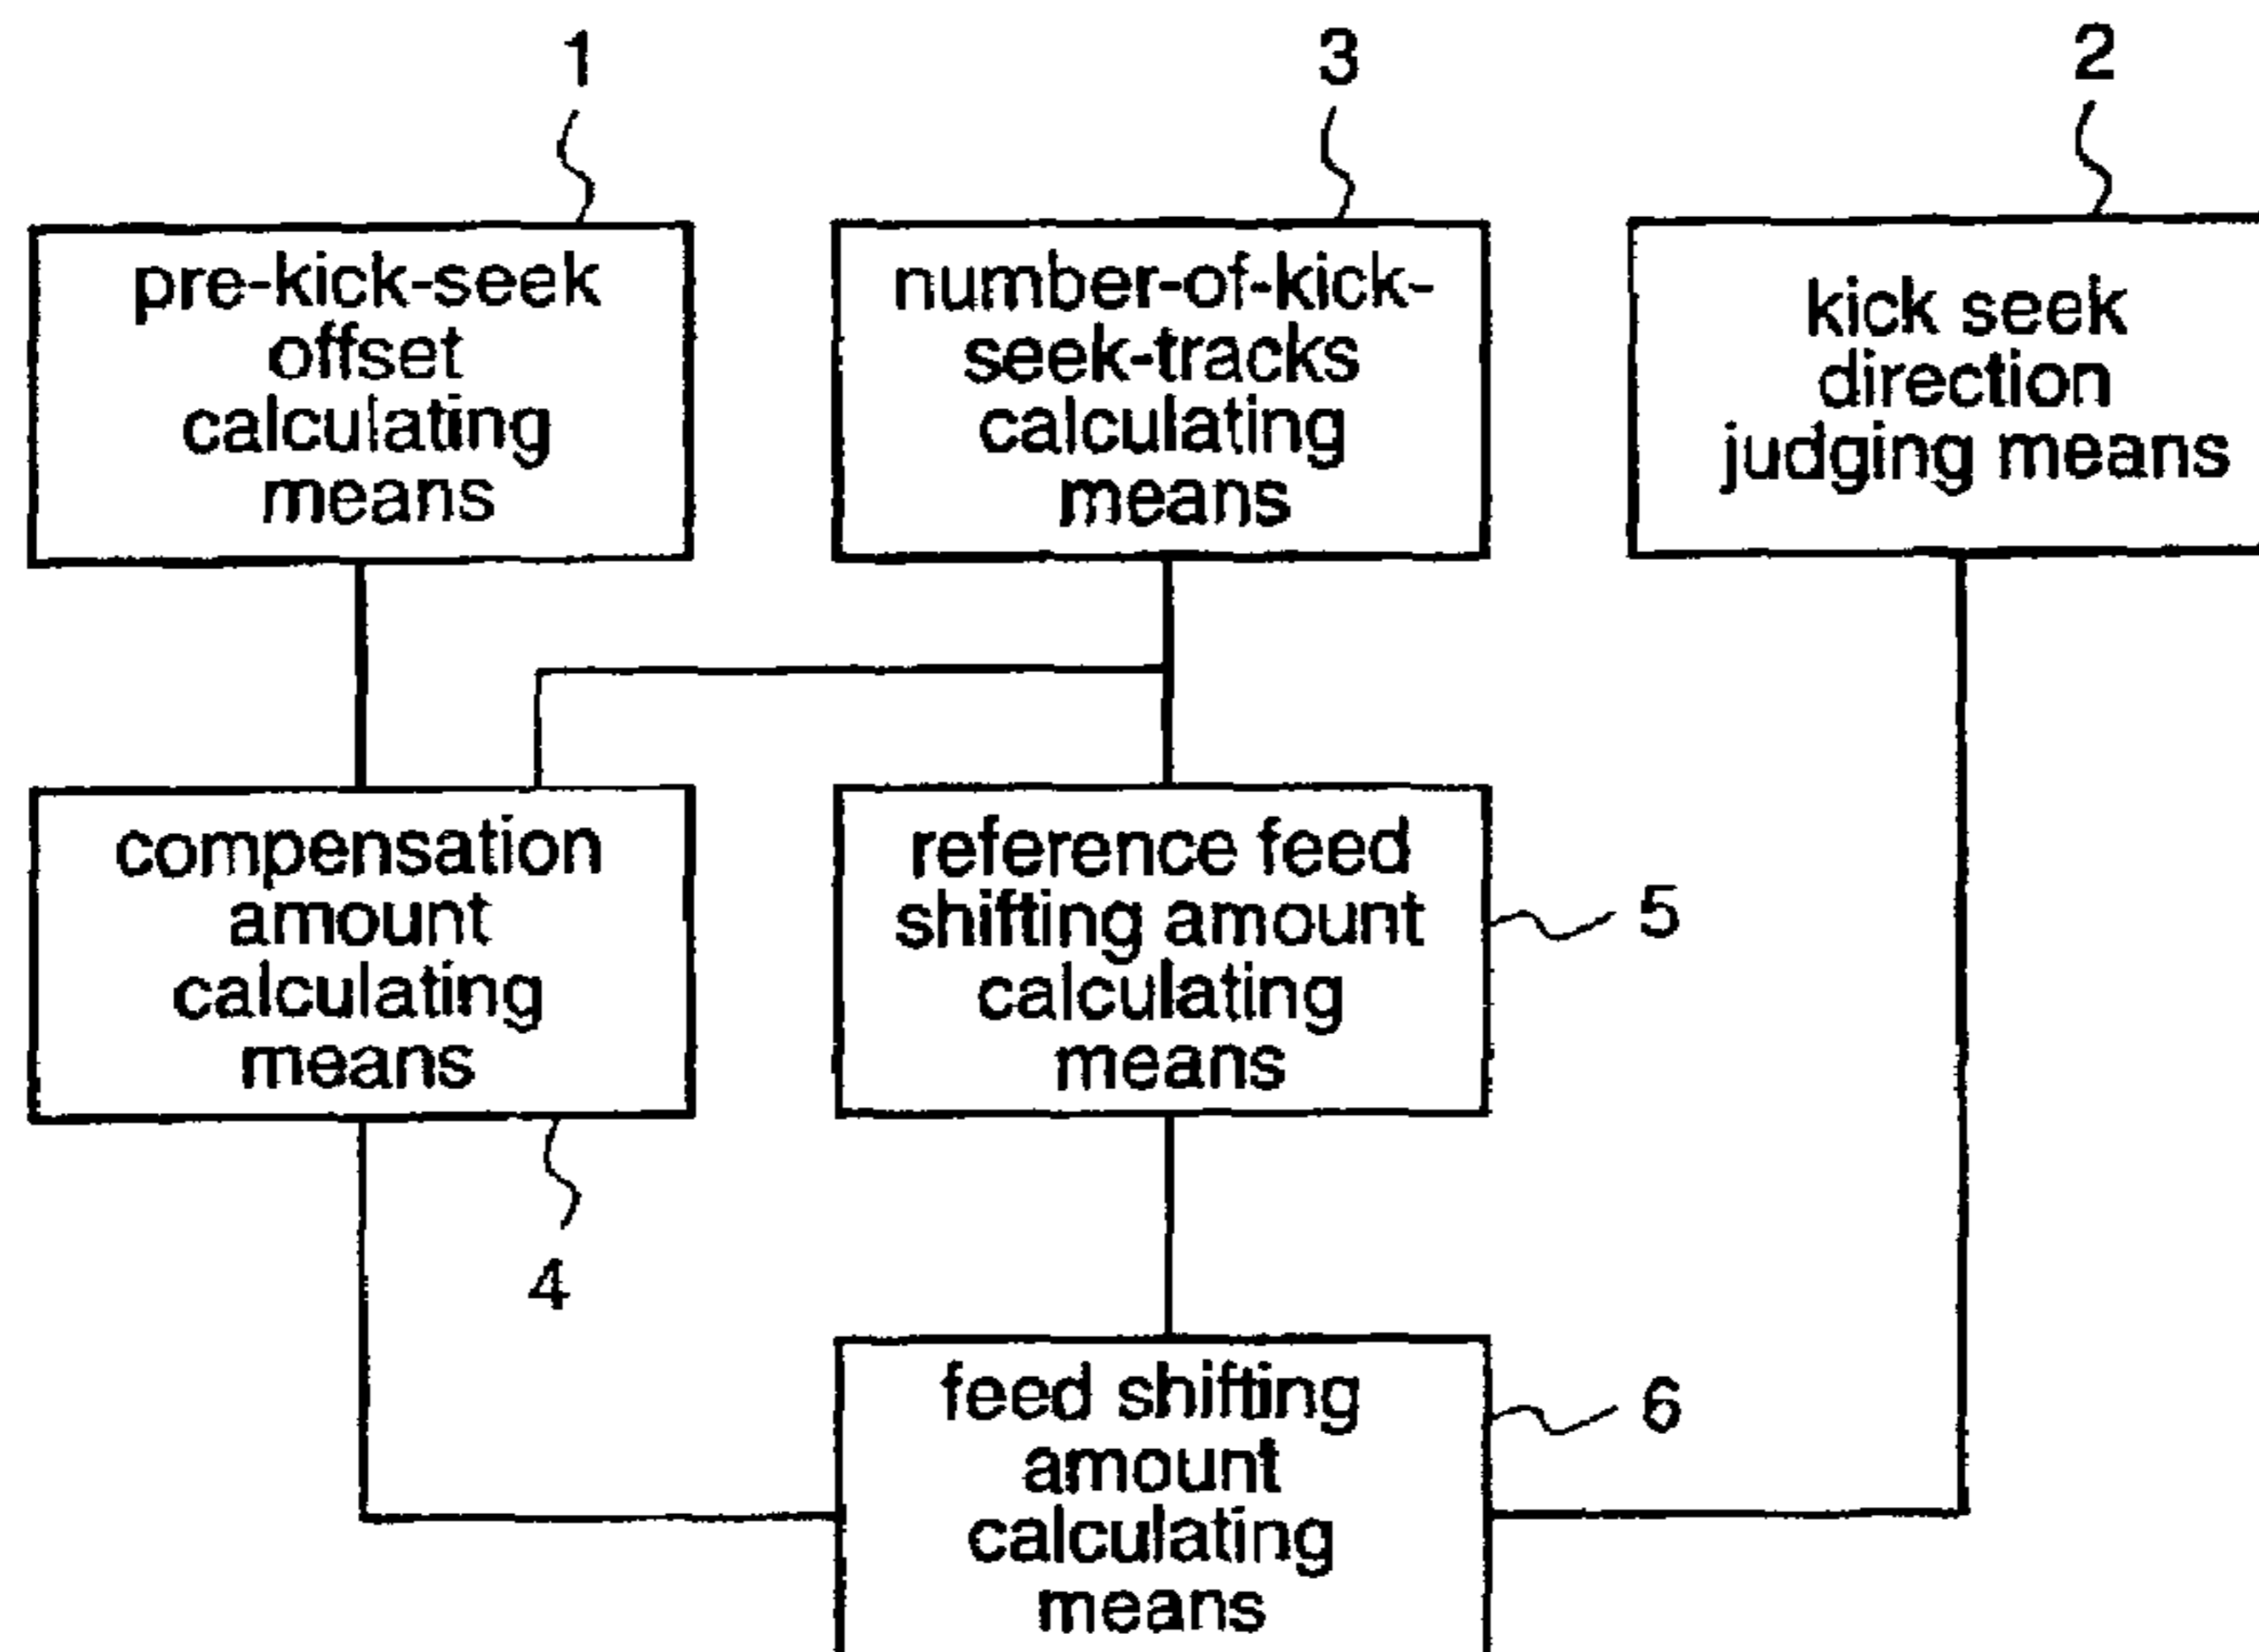 1
3
2
pre-kick-seek
offset
calculating
means
number-of-kick-
seek-tracks
calculating
means
kick seek
direction
judging means
compensation
amount
calculating
means
4
reference feed
shifting amount
calculating
means
5
feed shifting
amount
calculating
means
6